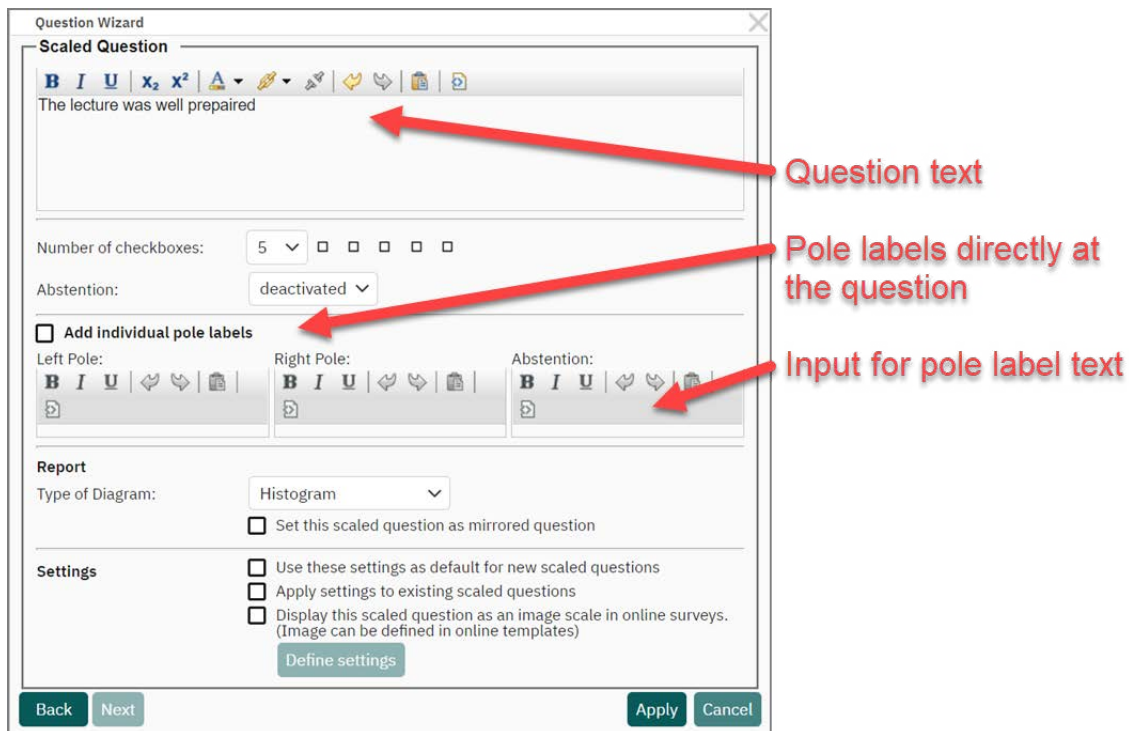 Question Wizard
Scaled Question
B I U X₂ X² A
The lecture was well prepaired
Question text
Number of checkboxes: 5
Pole labels directly at
the question
Abstention: deactivated
Add individual pole labels
Left Pole: Right Pole: Abstention:
Input for pole label text
B I U B I U B I U
Report
Type of Diagram: Histogram
Set this scaled question as mirrored question
Settings Use these settings as default for new scaled questions
Apply settings to existing scaled questions
Display this scaled question as an image scale in online surveys.
(Image can be defined in online templates)
Define settings
Back Next Apply Cancel